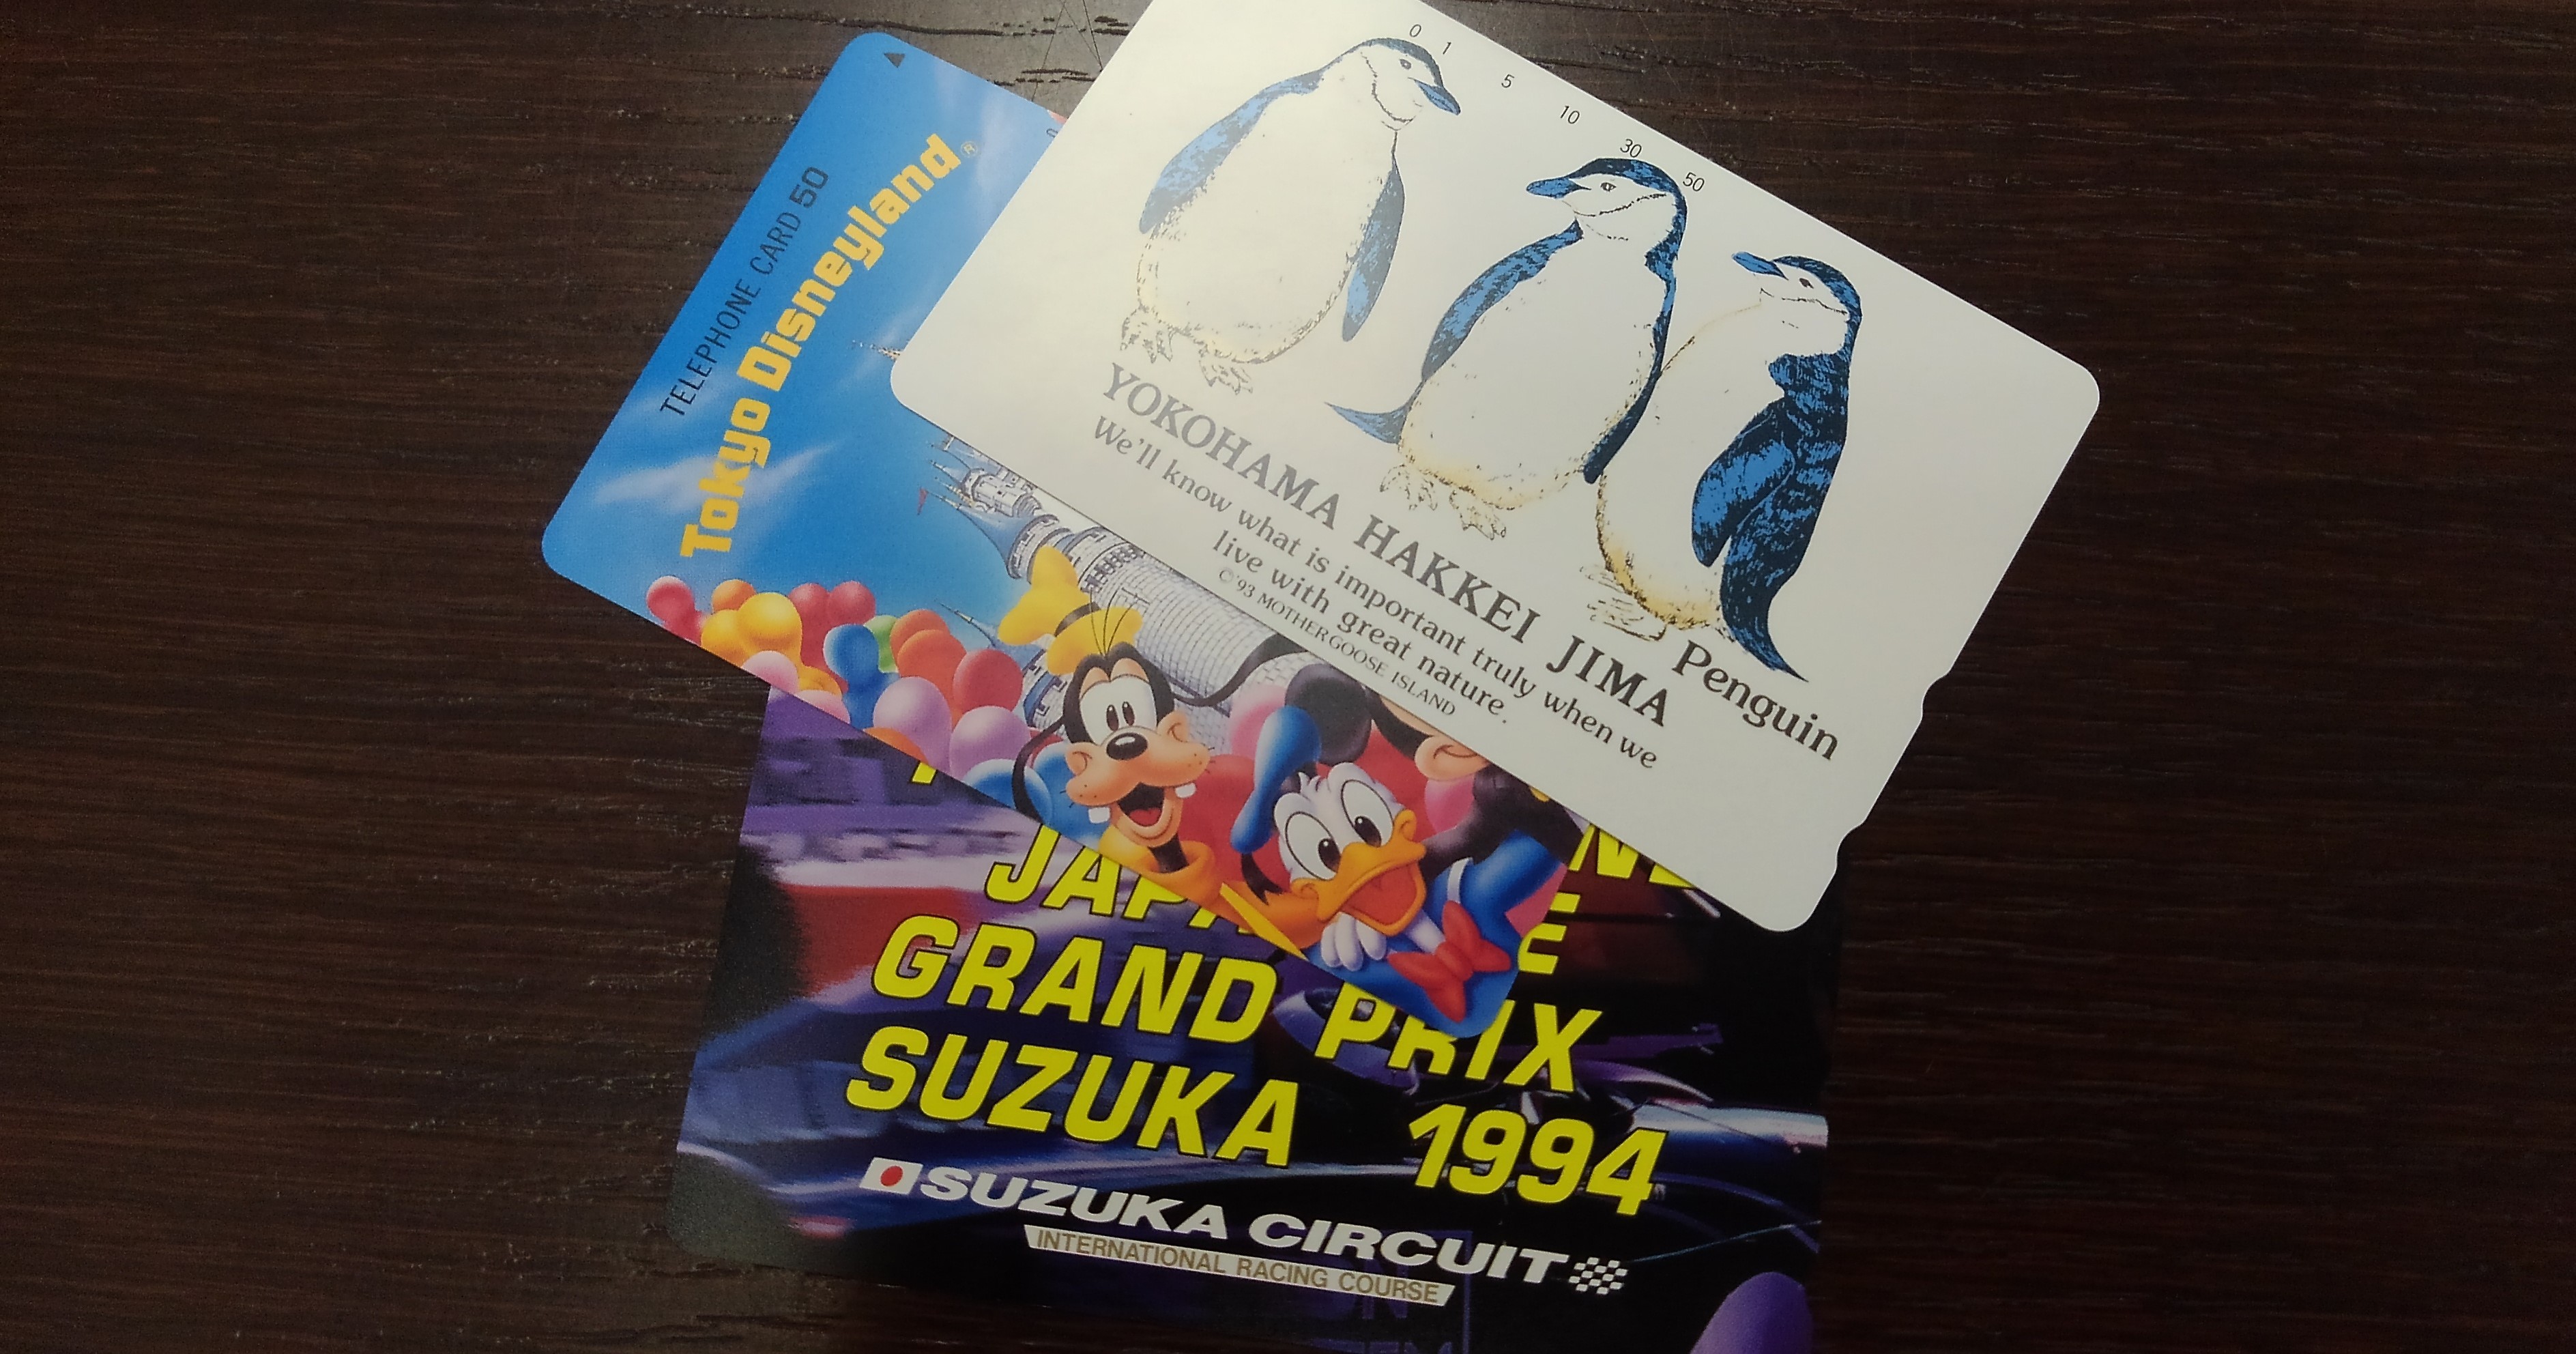 TELEPHONE CARD 50
Tokyo Disneyland®
0 1 5 10 30 50
Penguin
YOKOHAMA HAKKEI JIMA
We'll know what is important truly when we
live with great nature.
©'93 MOTHER GOOSE ISLAND
GRAND PRIX
SUZUKA 1994
SUZUKA CIRCUIT
INTERNATIONAL RACING COURSE